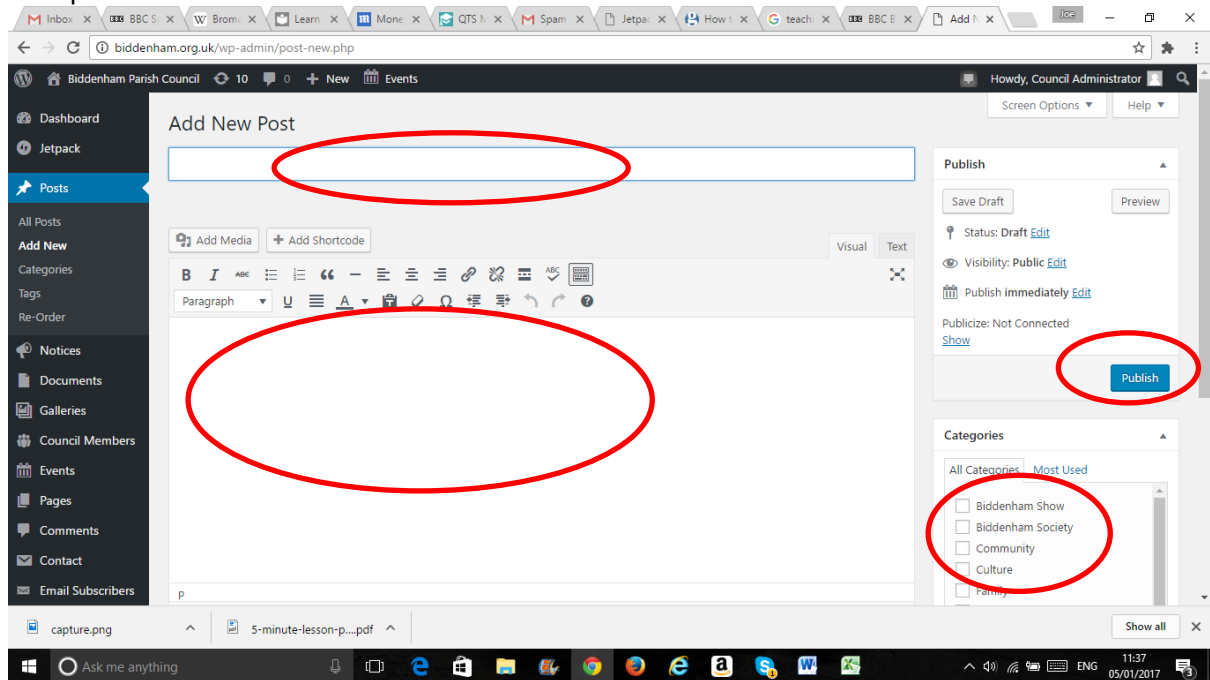 Inbox BBC S Brom Learn Mone QTS N Spam Jetpac How t teachi BBC B Add N Joe
biddenham.org.uk/wp-admin/post-new.php
Biddenham Parish Council 10 0 + New Events Howdy, Council Administrator
Screen Options Help
Dashboard
Add New Post
Jetpack
Posts
Publish
All Posts
Save Draft Preview
Add New
Add Media Add Shortcode
Visual Text
Status: Draft Edit
Categories
B I ABE ABC
Visibility: Public Edit
Tags
Paragraph U A Ω
Publish immediately Edit
Re-Order
Publicize: Not Connected
Show
Notices
Documents
Publish
Galleries
Council Members
Categories
Events
All Categories Most Used
Pages
Biddenham Show
Biddenham Society
Comments
Community
Contact
Culture
Email Subscribers
Family
p
capture.png 5-minute-lesson-p....pdf Show all
Ask me anything
ENG 11:37
05/01/2017 3